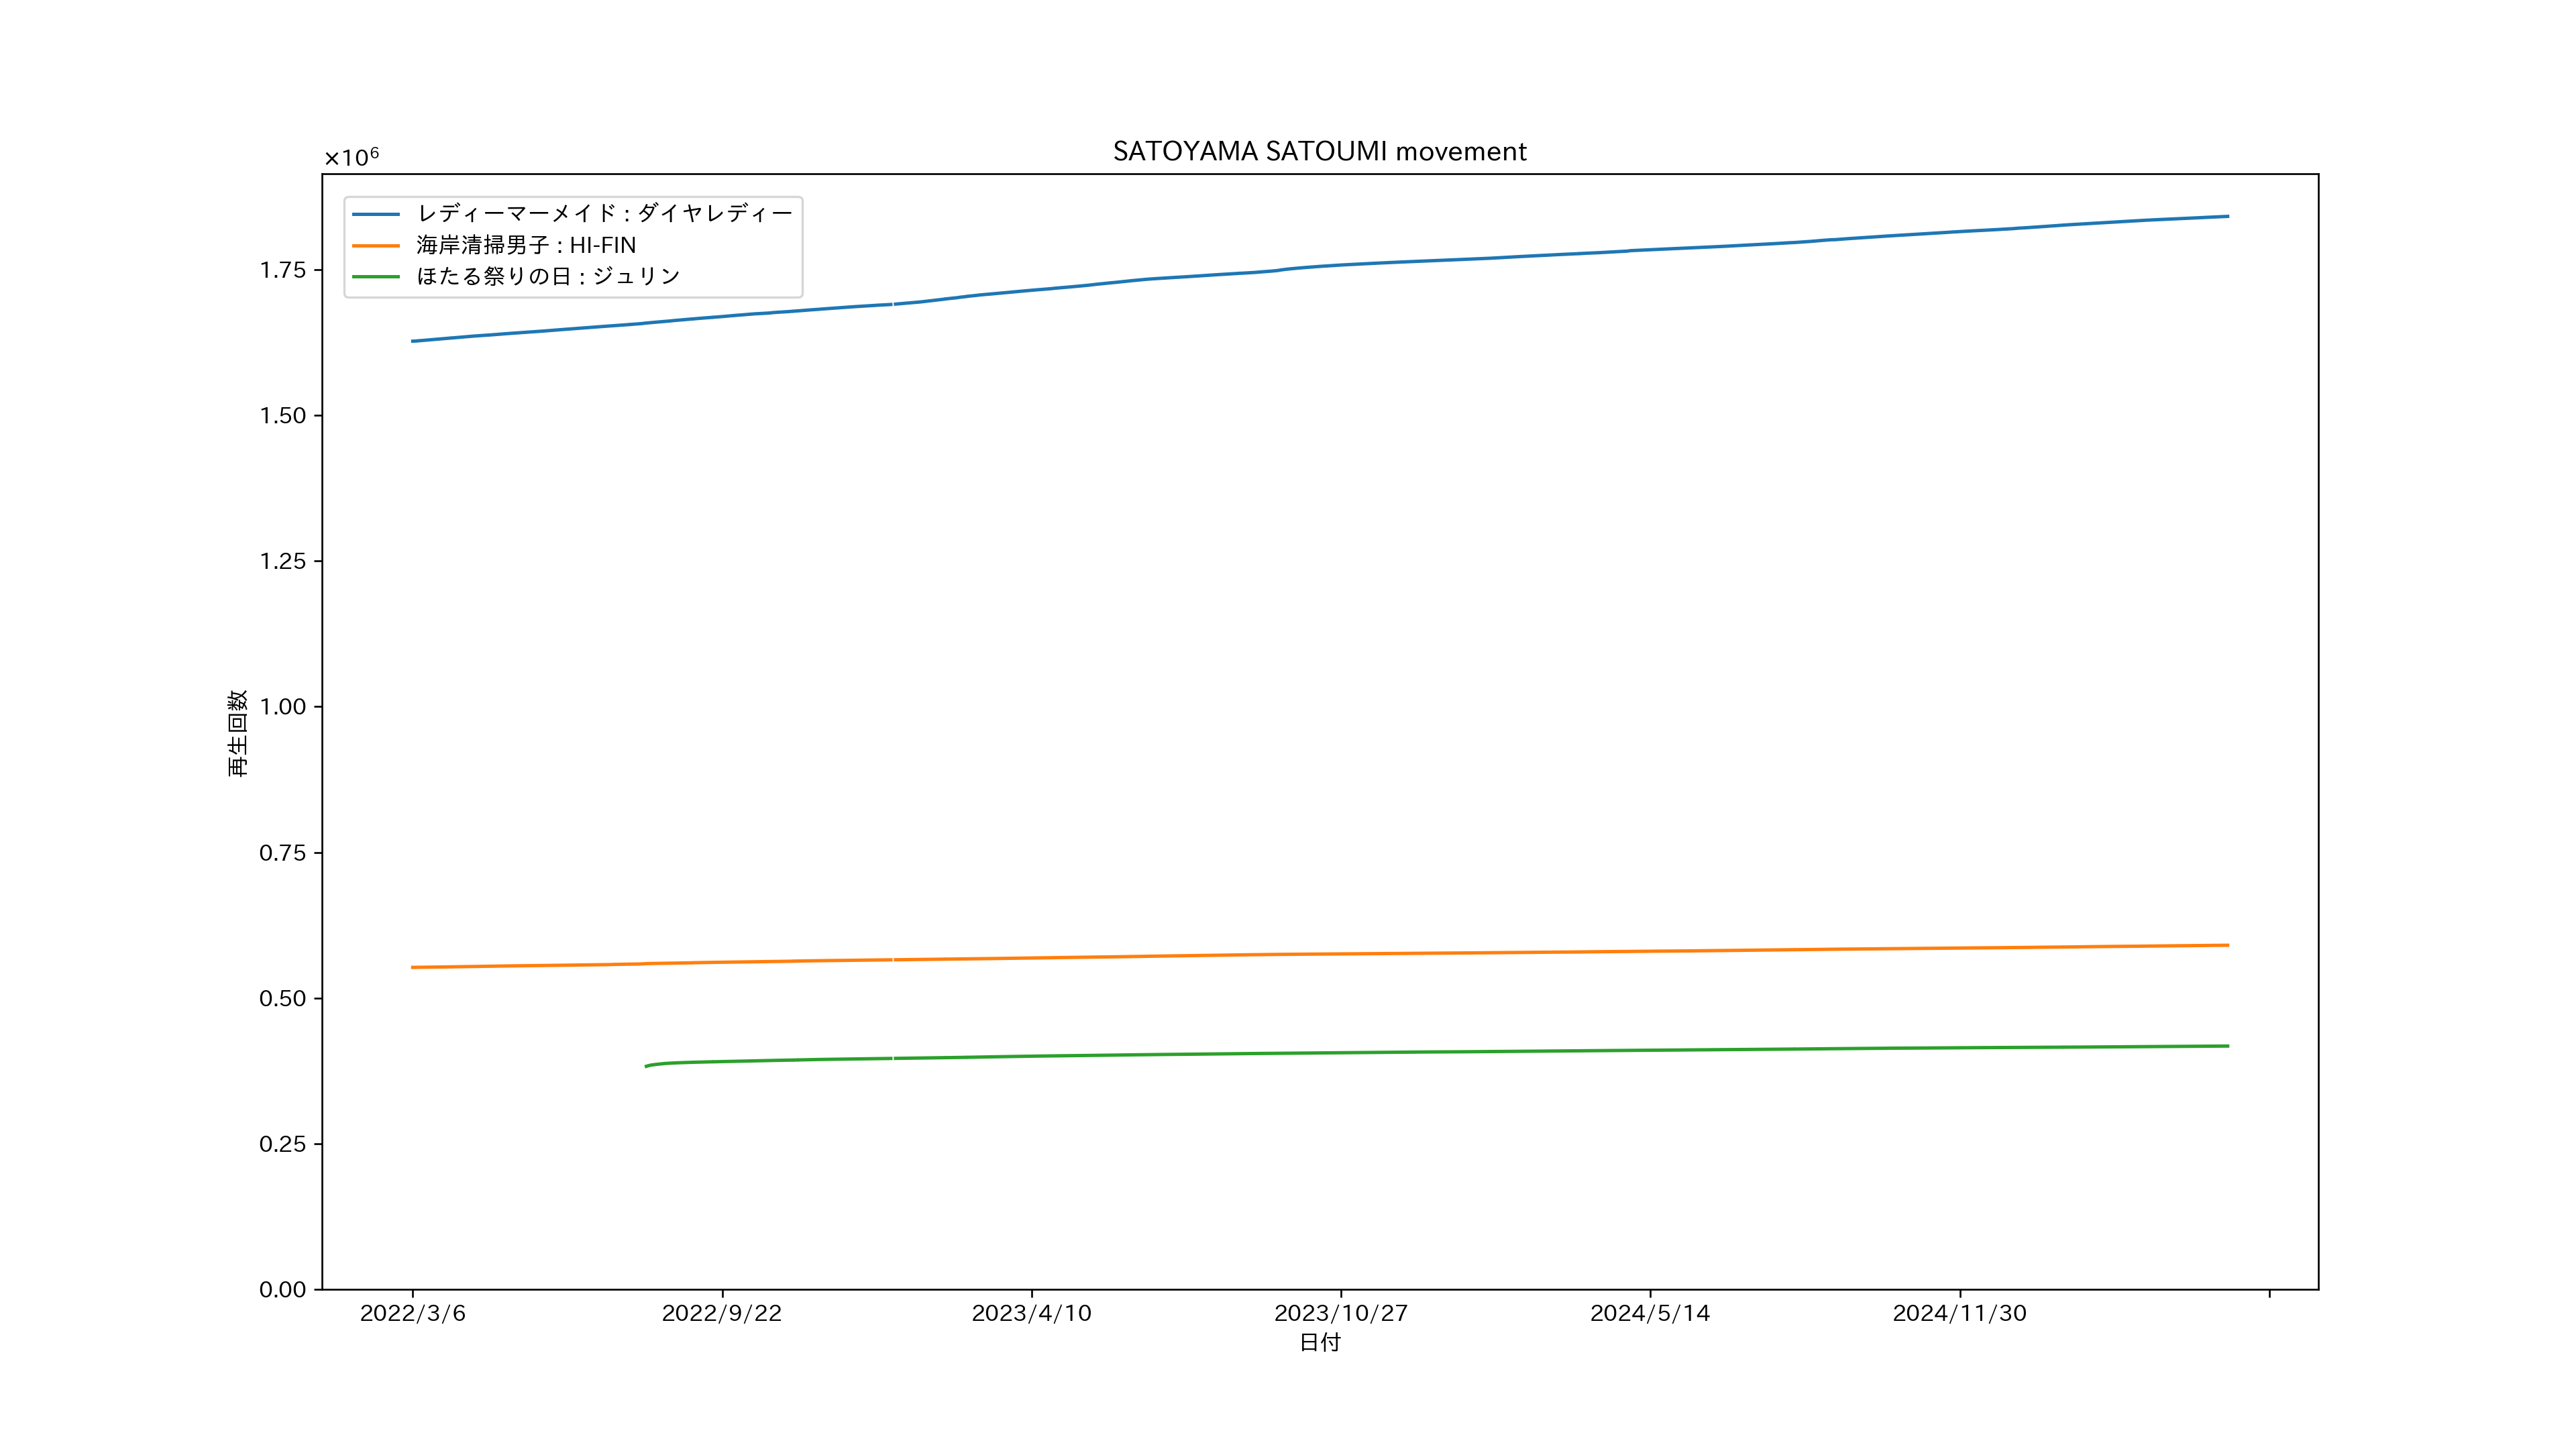 SATOYAMA SATOUMI movement
×10⁶
レディーマーメイド : ダイヤレディー
海岸清掃男子 : HI-FIN
ほたる祭りの日 : ジュリン
1.75
1.50
1.25
1.00
0.75
0.50
0.25
0.00
再生回数
2022/3/6 2022/9/22 2023/4/10 2023/10/27 2024/5/14 2024/11/30
日付